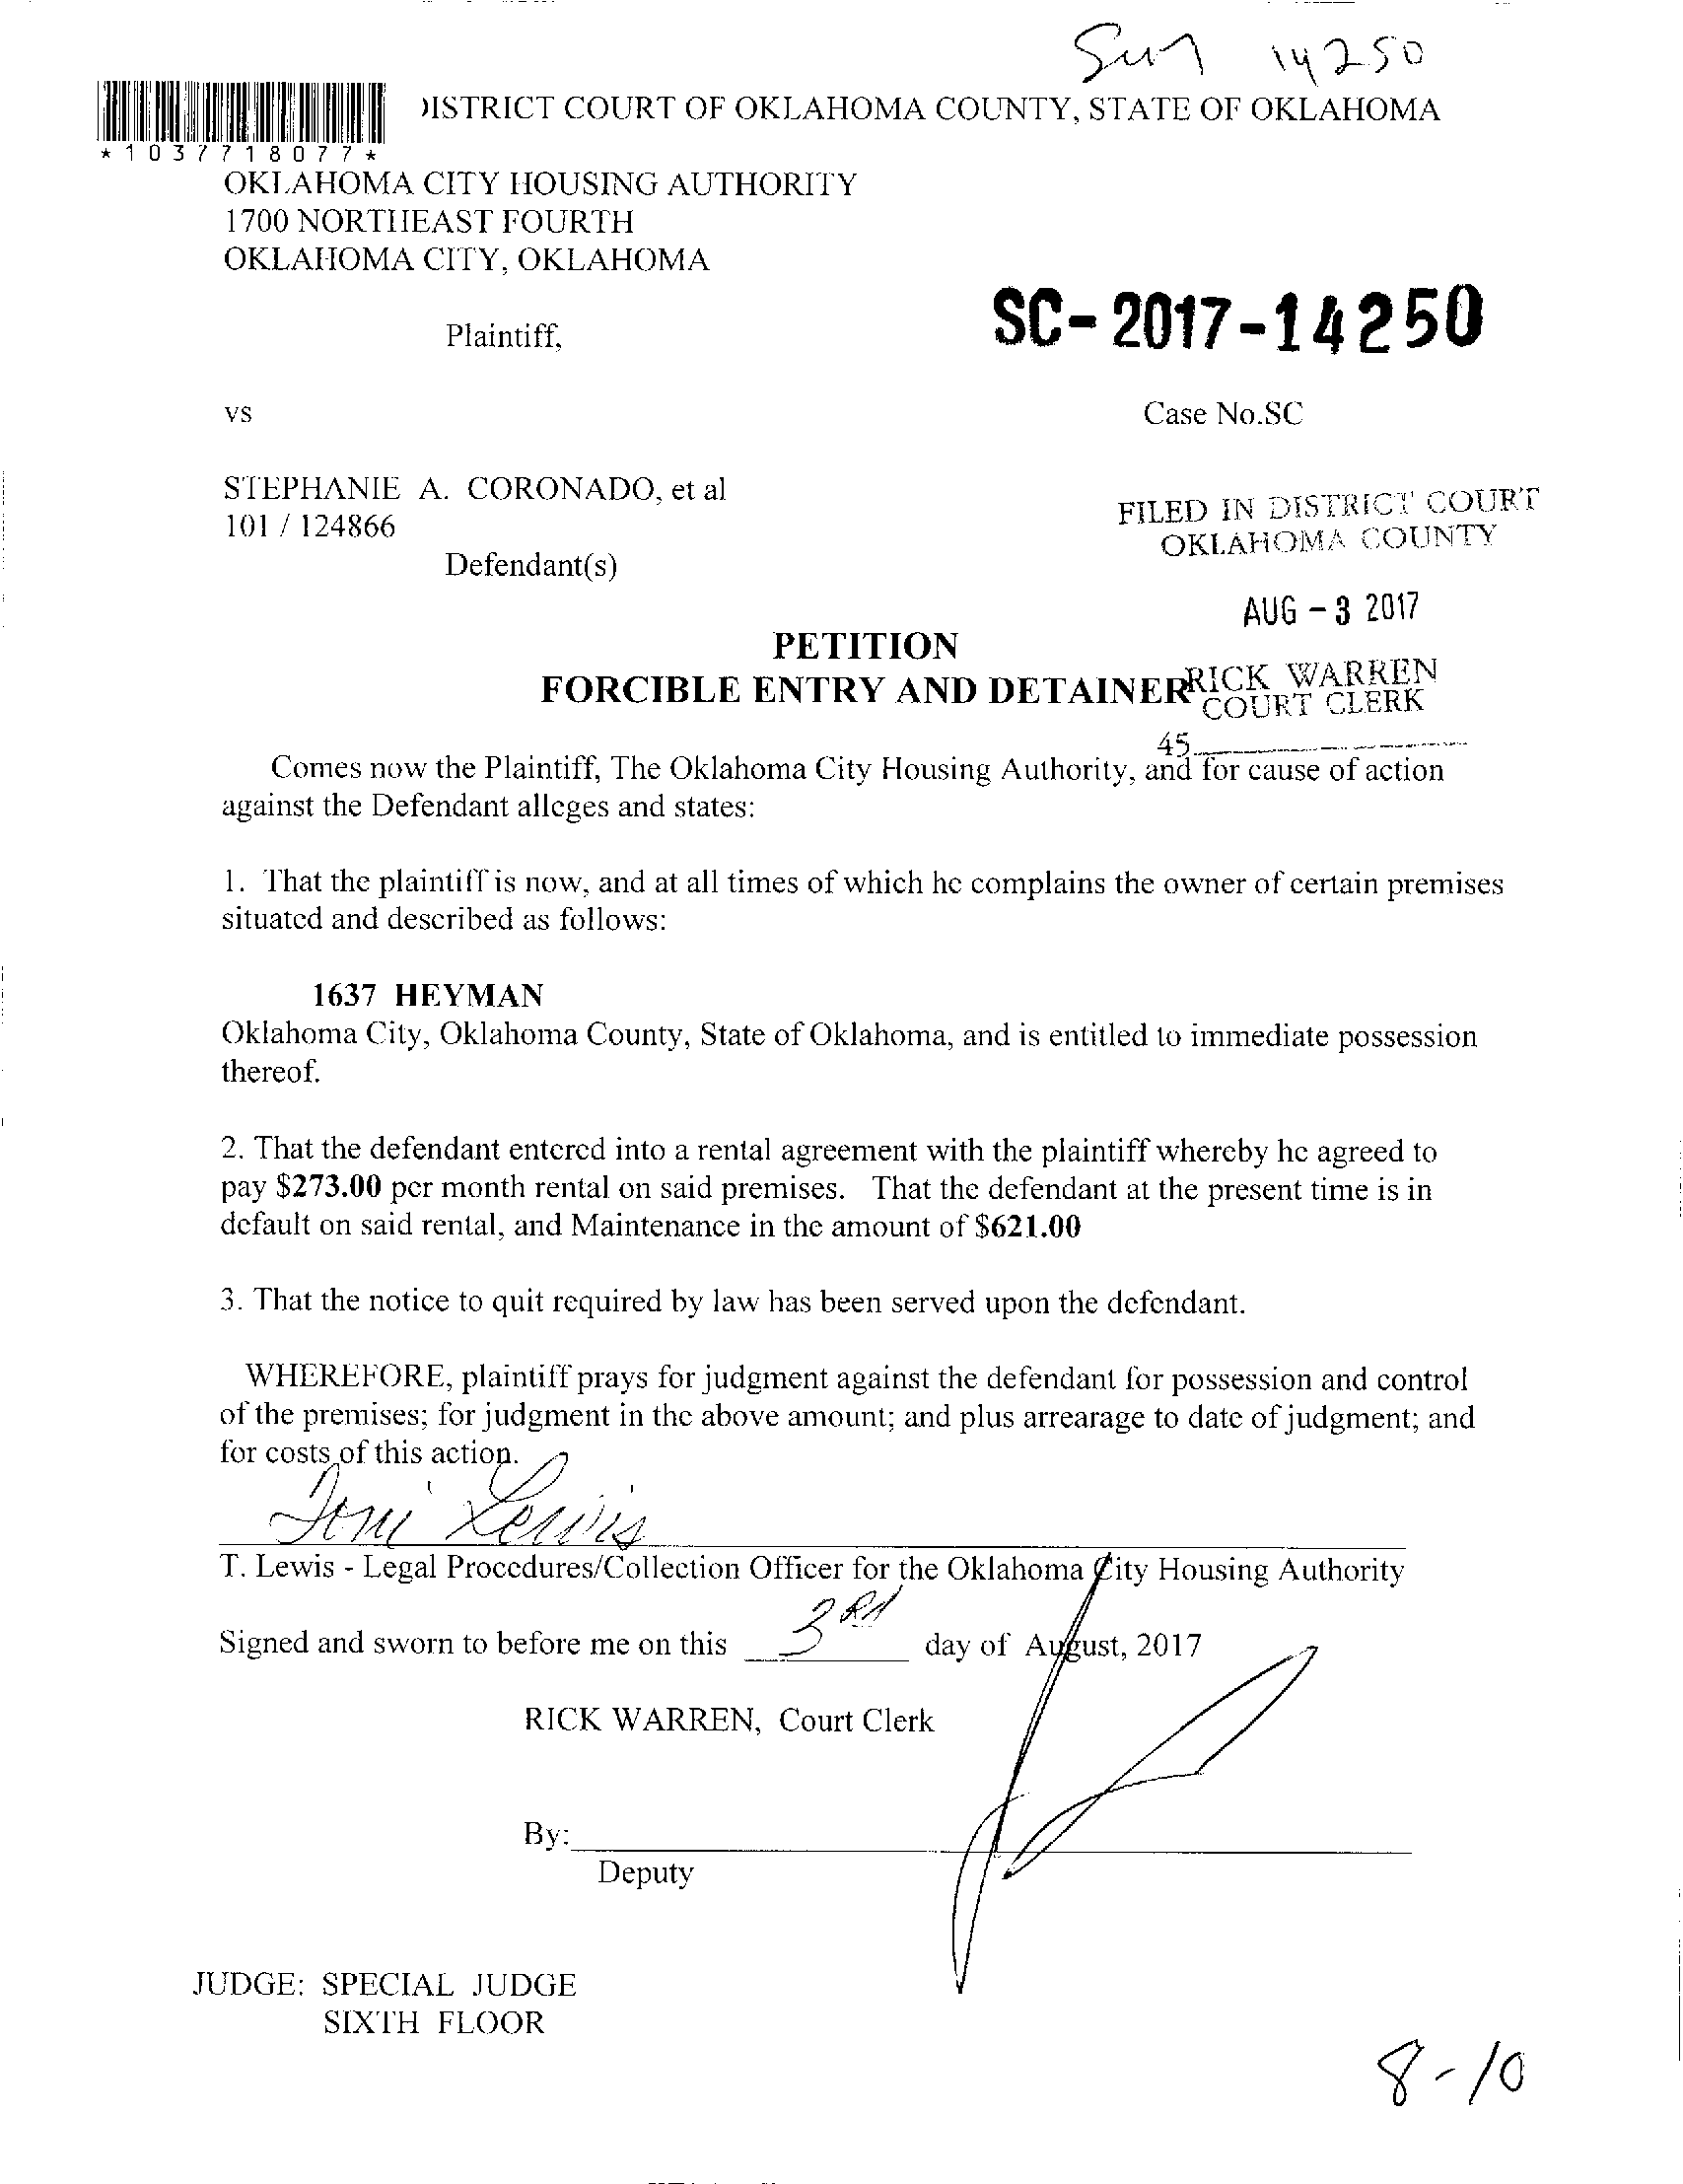 Sum 14250
DISTRICT COURT OF OKLAHOMA COUNTY, STATE OF OKLAHOMA
*1037718077*
OKLAHOMA CITY HOUSING AUTHORITY
1700 NORTHEAST FOURTH
OKLAHOMA CITY, OKLAHOMA
SC-2017-14250
Plaintiff,
vs
Case No.SC
STEPHANIE A. CORONADO, et al
101 / 124866
Defendant(s)
FILED IN DISTRICT COURT
OKLAHOMA COUNTY
AUG - 3 2017
RICK WARREN
COURT CLERK
45
PETITION
FORCIBLE ENTRY AND DETAINER
Comes now the Plaintiff, The Oklahoma City Housing Authority, and for cause of action
against the Defendant alleges and states:
1. That the plaintiff is now, and at all times of which he complains the owner of certain premises
situated and described as follows:
1637 HEYMAN
Oklahoma City, Oklahoma County, State of Oklahoma, and is entitled to immediate possession
thereof.
2. That the defendant entered into a rental agreement with the plaintiff whereby he agreed to
pay $273.00 per month rental on said premises. That the defendant at the present time is in
default on said rental, and Maintenance in the amount of $621.00
3. That the notice to quit required by law has been served upon the defendant.
WHEREFORE, plaintiff prays for judgment against the defendant for possession and control
of the premises; for judgment in the above amount; and plus arrearage to date of judgment; and
for costs of this action.
Toni Lewis
T. Lewis - Legal Procedures/Collection Officer for the Oklahoma City Housing Authority
Signed and sworn to before me on this 3RD day of August, 2017
RICK WARREN, Court Clerk
By:
Deputy
JUDGE: SPECIAL JUDGE
SIXTH FLOOR
8-10